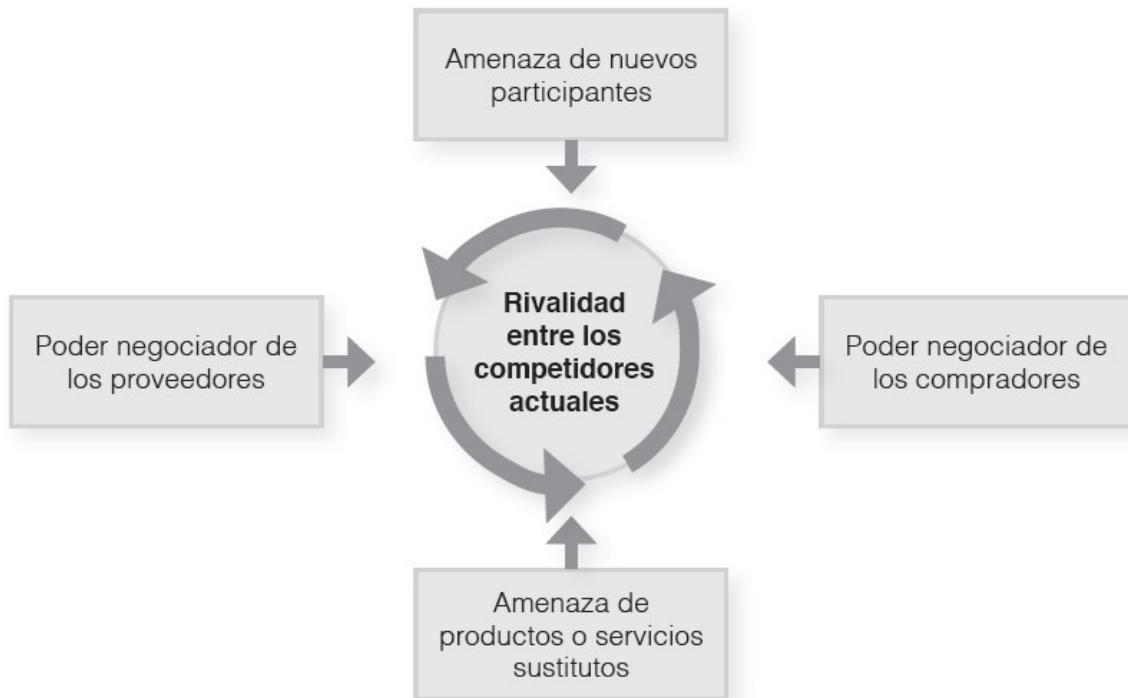 Amenaza de nuevos
participantes
Poder negociador de
los proveedores
Rivalidad
entre los
competidores
actuales
Poder negociador de
los compradores
Amenaza de
productos o servicios
sustitutos